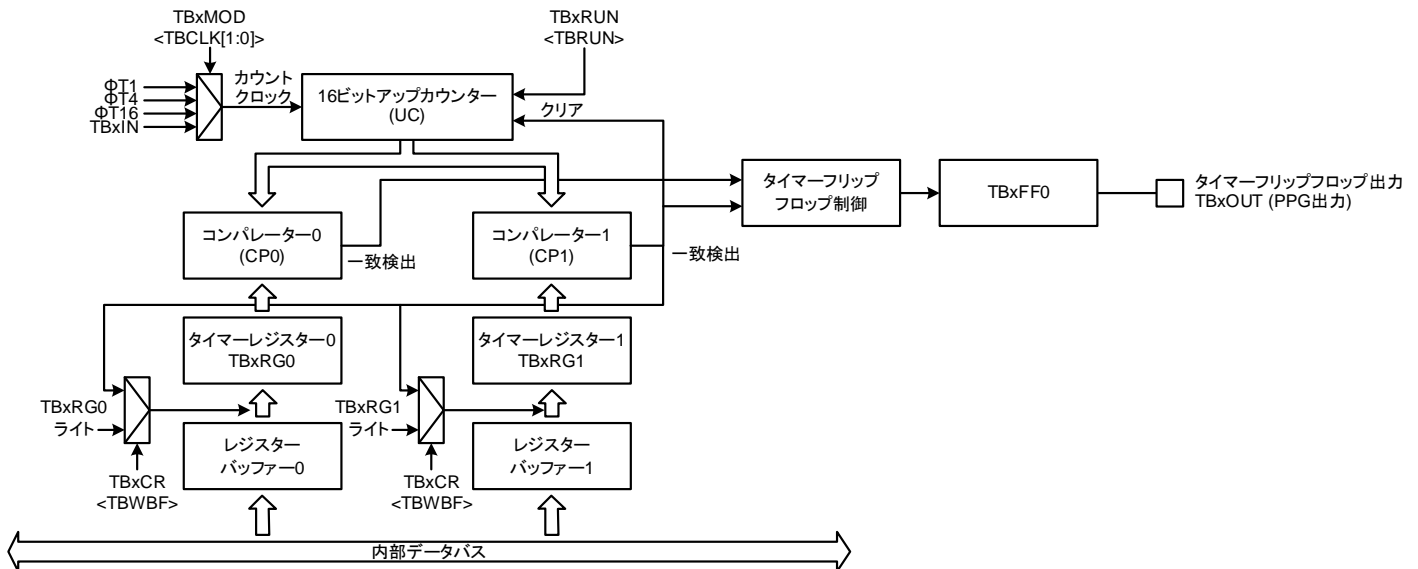 TBxMOD
<TBCLK[1:0]>
TBxRUN
<TBRUN>
ΦT1
ΦT4
ΦT16
TBxIN
カウント
クロック
16ビットアップカウンター
(UC)
クリア
タイマーフリップ
フロップ制御
TBxFF0
タイマーフリップフロップ出力
TBxOUT (PPG出力)
コンパレーター0
(CP0)
一致検出
コンパレーター1
(CP1)
一致検出
タイマーレジスター0
TBxRG0
タイマーレジスター1
TBxRG1
TBxRG0
ライト
TBxRG1
ライト
レジスター
バッファー0
レジスター
バッファー1
TBxCR
<TBWBF>
TBxCR
<TBWBF>
内部データバス